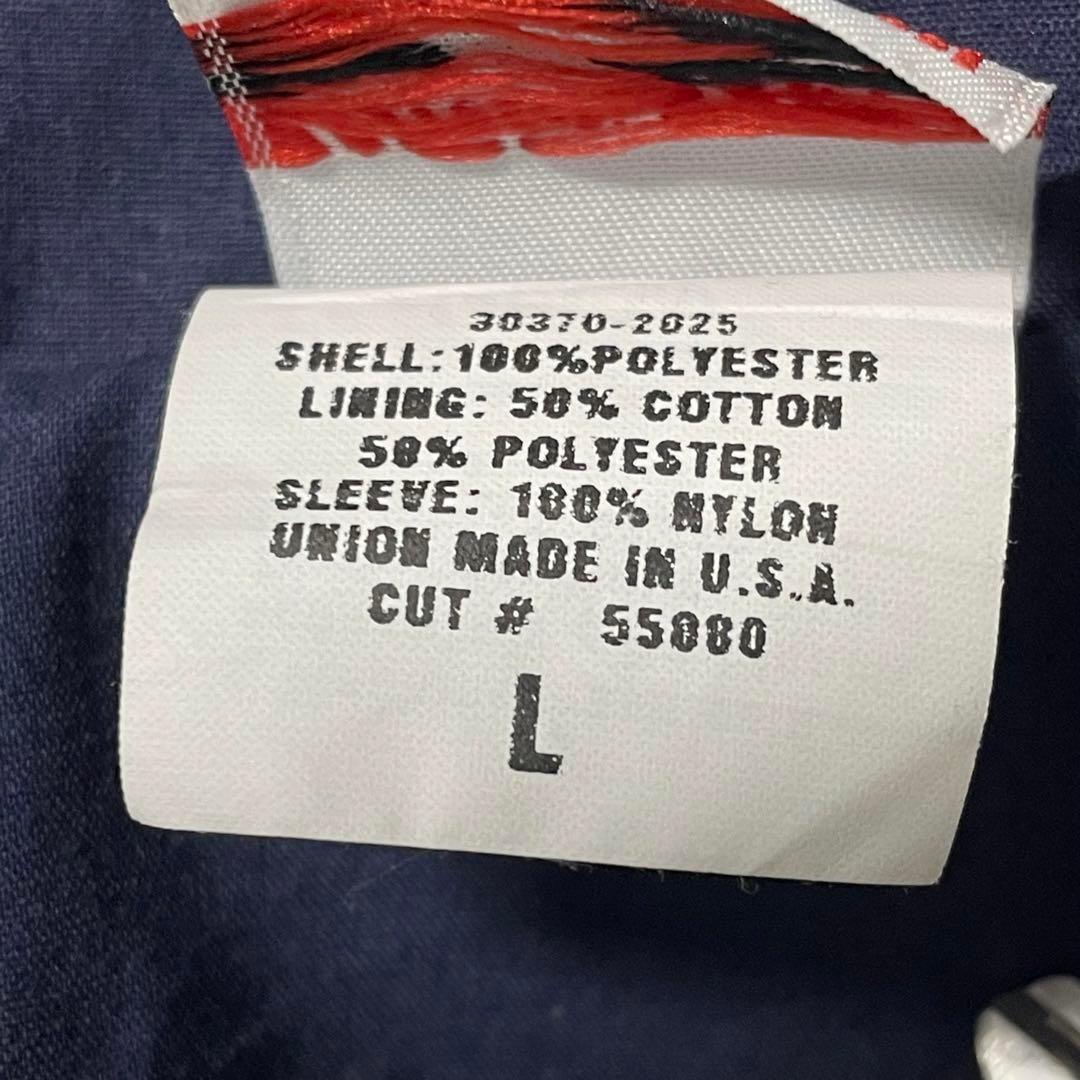 30370-2025
SHELL:100%POLYESTER
LINING: 50% COTTON
50% POLYESTER
SLEEVE: 100% NYLON
UNION MADE IN U.S.A.
CUT # 55080
L